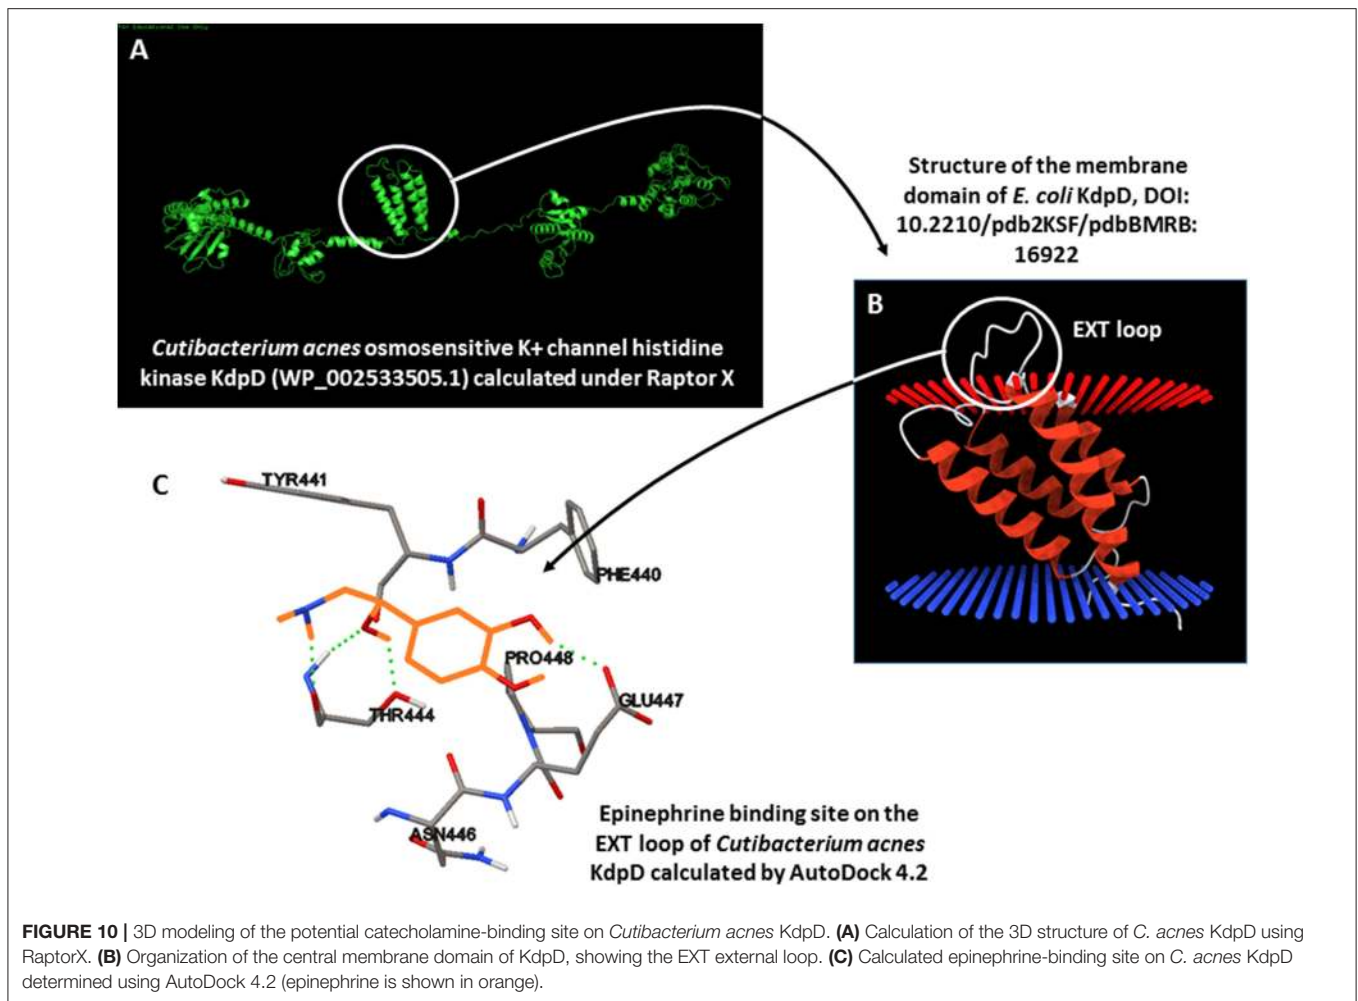 For Educational Use Only
A
Cutibacterium acnes osmosensitive K+ channel histidine
kinase KdpD (WP_002533505.1) calculated under Raptor X
Structure of the membrane
domain of E. coli KdpD, DOI:
10.2210/pdb2KSF/pdbBMRB:
16922
B
EXT loop
C
TYR441
PHE440
PRO448
GLU447
THR444
ASN446
Epinephrine binding site on the
EXT loop of Cutibacterium acnes
KdpD calculated by AutoDock 4.2
FIGURE 10 | 3D modeling of the potential catecholamine-binding site on Cutibacterium acnes KdpD. (A) Calculation of the 3D structure of C. acnes KdpD using
RaptorX. (B) Organization of the central membrane domain of KdpD, showing the EXT external loop. (C) Calculated epinephrine-binding site on C. acnes KdpD
determined using AutoDock 4.2 (epinephrine is shown in orange).